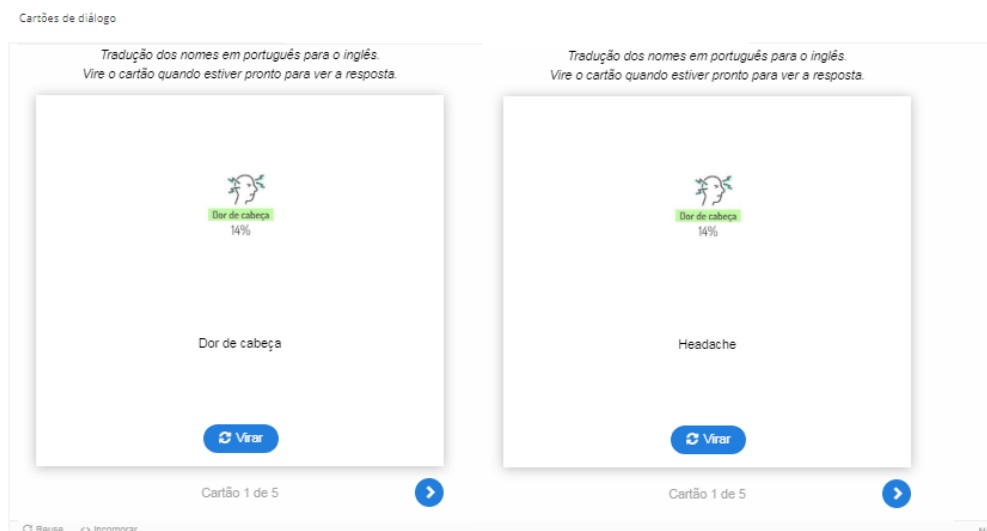 Cartões de diálogo
Tradução dos nomes em português para o inglês.
Vire o cartão quando estiver pronto para ver a resposta.
Dor de cabeça
14%
Dor de cabeça
Virar
Cartão 1 de 5
Tradução dos nomes em português para o inglês.
Vire o cartão quando estiver pronto para ver a resposta.
Dor de cabeça
14%
Headache
Virar
Cartão 1 de 5
Reuse <> Incorporar